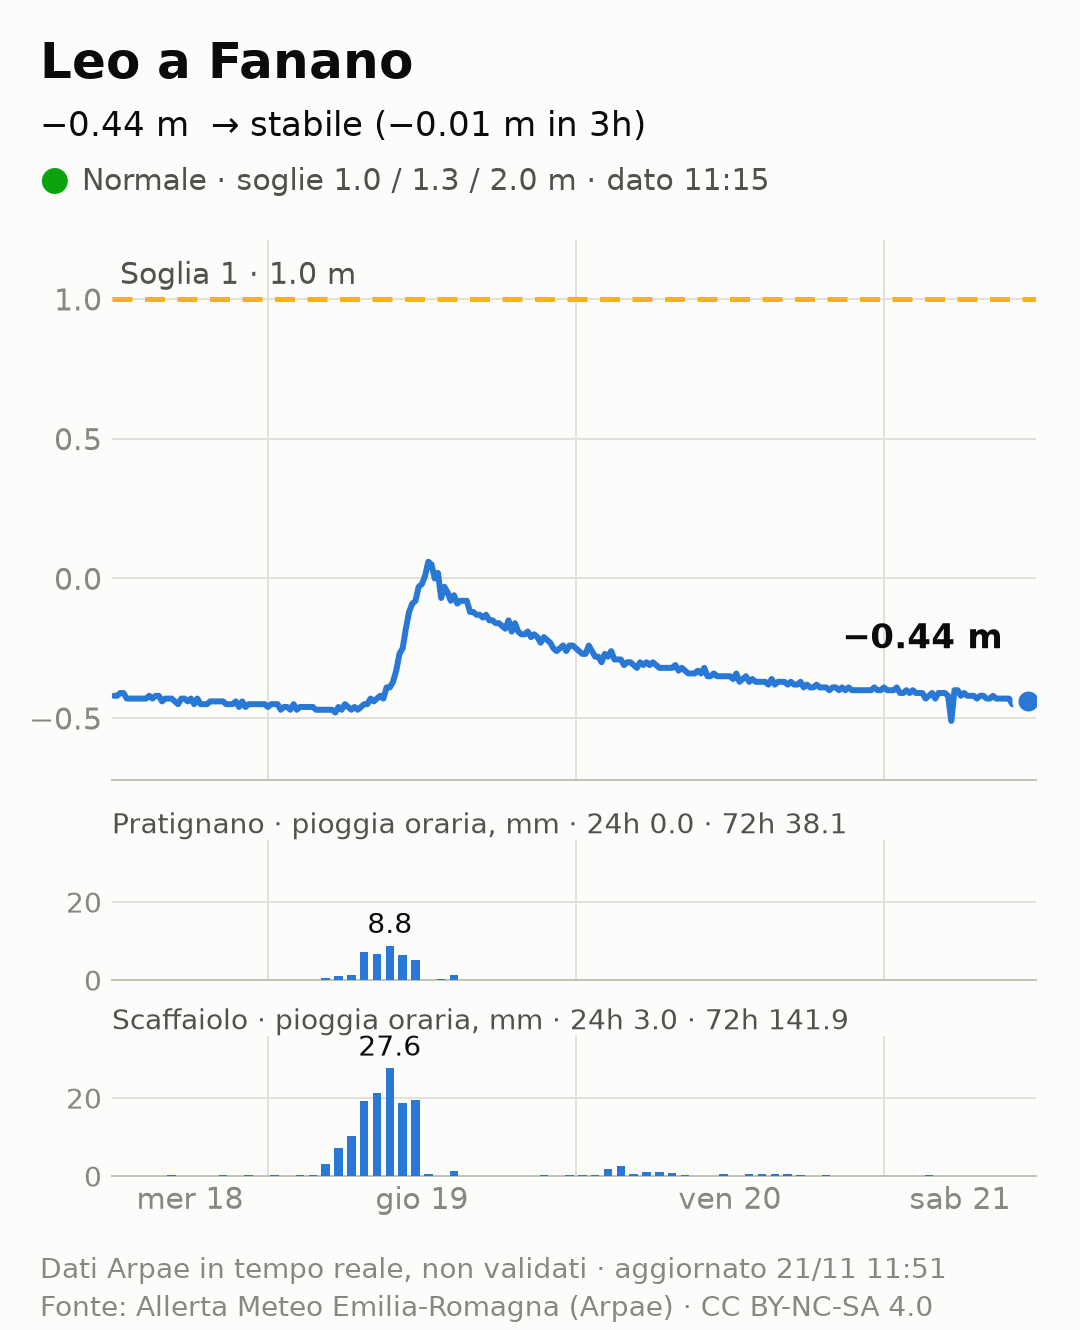 Leo a Fanano
−0.44 m → stabile (−0.01 m in 3h)
Normale · soglie 1.0 / 1.3 / 2.0 m · dato 11:15
Soglia 1 · 1.0 m
1.0
0.5
0.0
−0.44 m
−0.5
Pratignano · pioggia oraria, mm · 24h 0.0 · 72h 38.1
20
8.8
0
Scaffaiolo · pioggia oraria, mm · 24h 3.0 · 72h 141.9
27.6
20
0
mer 18 gio 19 ven 20 sab 21
Dati Arpae in tempo reale, non validati · aggiornato 21/11 11:51
Fonte: Allerta Meteo Emilia-Romagna (Arpae) · CC BY-NC-SA 4.0